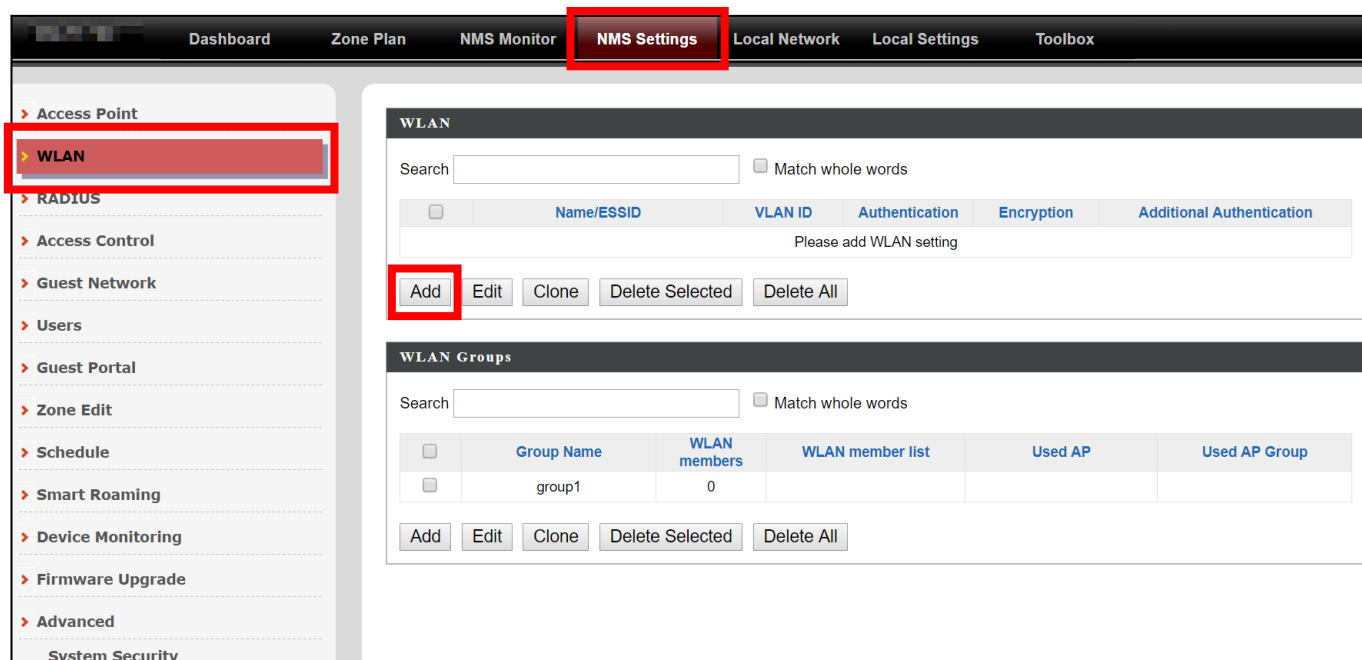 Dashboard Zone Plan NMS Monitor NMS Settings Local Network Local Settings Toolbox
Access Point
WLAN
RADIUS
Access Control
Guest Network
Users
Guest Portal
Zone Edit
Schedule
Smart Roaming
Device Monitoring
Firmware Upgrade
Advanced
System Security
WLAN
Search Match whole words
Name/ESSID VLAN ID Authentication Encryption Additional Authentication
Please add WLAN setting
Add Edit Clone Delete Selected Delete All
WLAN Groups
Search Match whole words
Group Name WLAN members WLAN member list Used AP Used AP Group
group1 0
Add Edit Clone Delete Selected Delete All